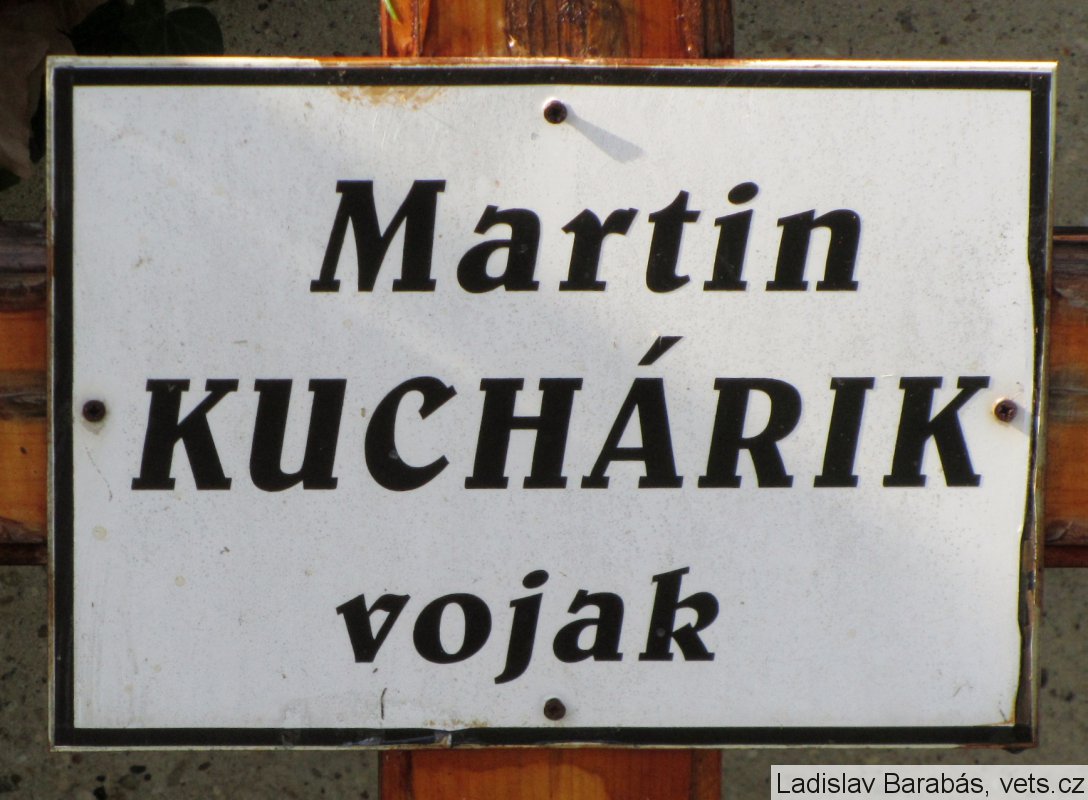 Martin
KUCHÁRIK
vojak
Ladislav Barabás, vets.cz